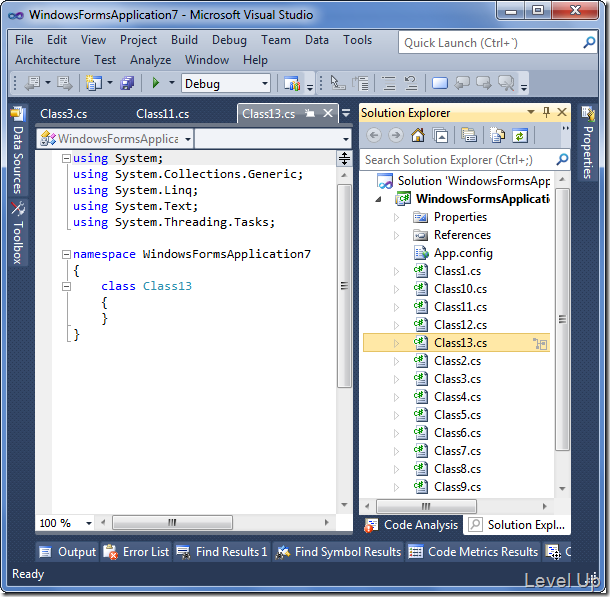 WindowsFormsApplication7 - Microsoft Visual Studio
File Edit View Project Build Debug Team Data Tools
Quick Launch (Ctrl+`)
Architecture Test Analyze Window Help
Debug
Class3.cs Class11.cs Class13.cs
WindowsFormsApplica
using System;
using System.Collections.Generic;
using System.Linq;
using System.Text;
using System.Threading.Tasks;
namespace WindowsFormsApplication7
{
class Class13
{
}
}
100 %
Data Sources
Toolbox
Solution Explorer
Search Solution Explorer (Ctrl+;)
Solution 'WindowsFormsApp
WindowsFormsApplicati
Properties
References
App.config
Class1.cs
Class10.cs
Class11.cs
Class12.cs
Class13.cs
Class2.cs
Class3.cs
Class4.cs
Class5.cs
Class6.cs
Class7.cs
Class8.cs
Class9.cs
Code Analysis Solution Expl...
Properties
Output Error List Find Results 1 Find Symbol Results Code Metrics Results C
Ready
Level Up